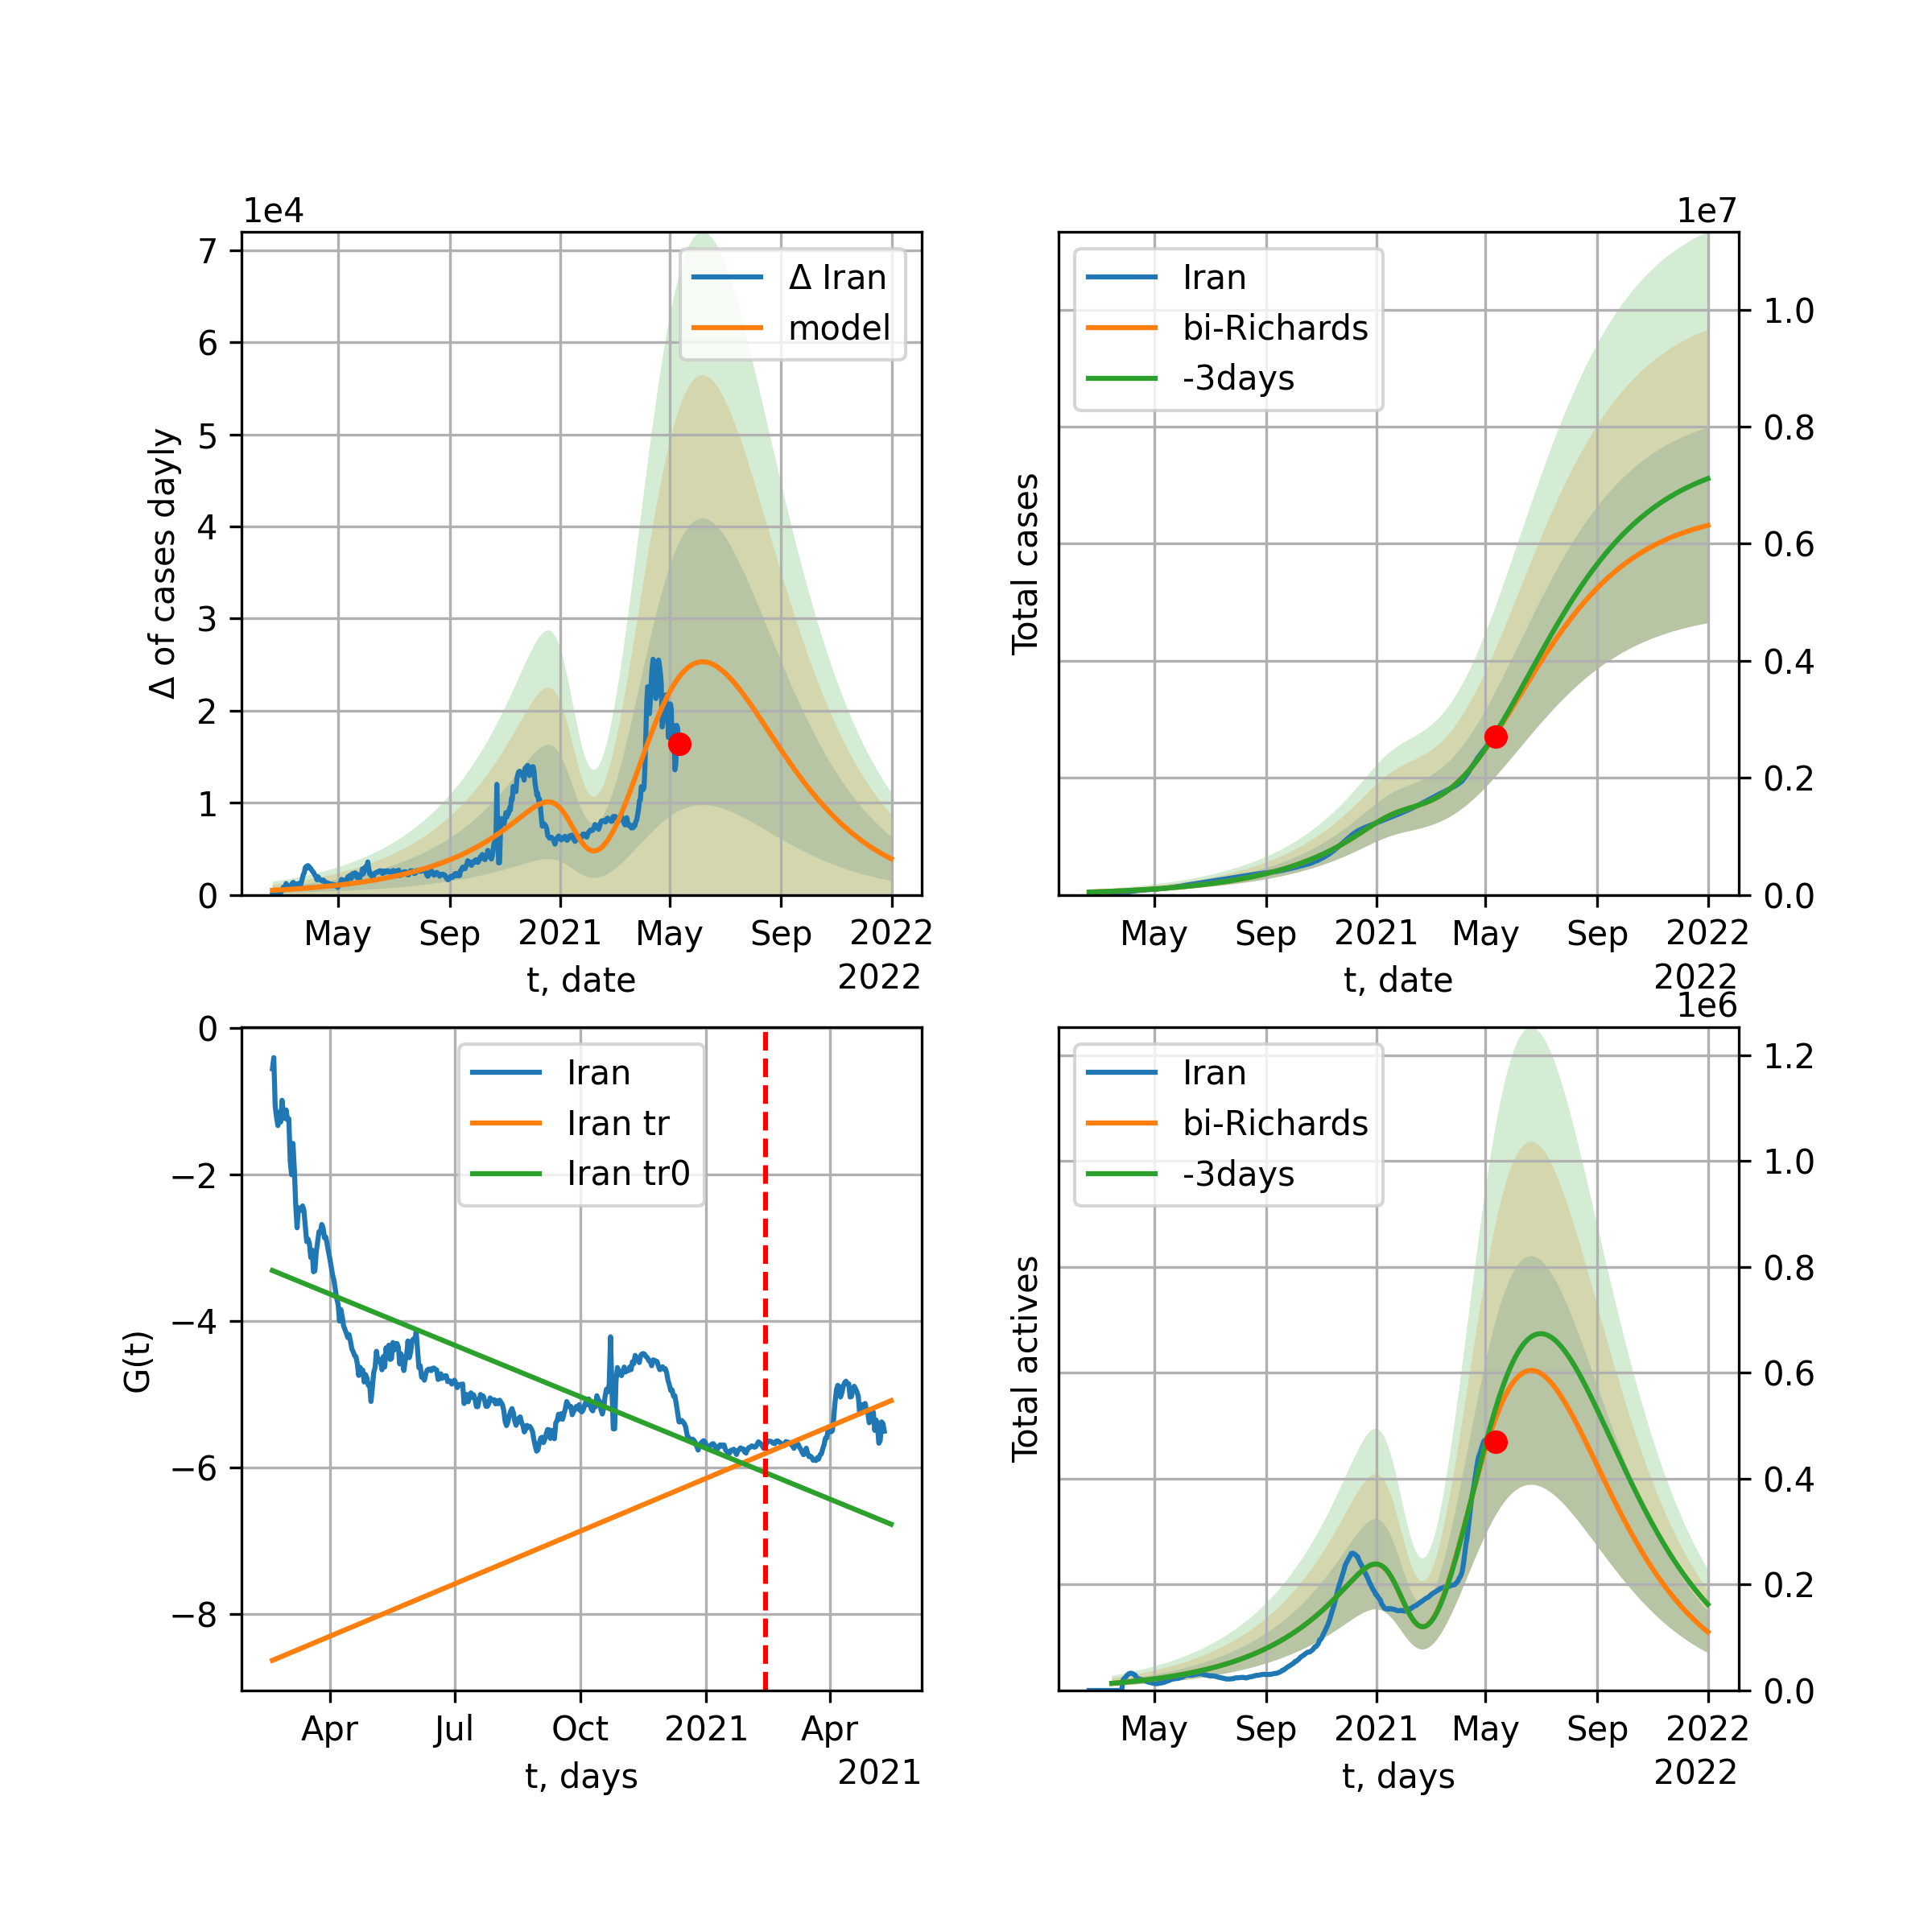 1e4
7
6
5
4
3
2
1
0
Δ of cases dayly
Δ Iran
model
May Sep 2021 May Sep 2022
t, date
2022
1e7
Iran
bi-Richards
-3days
Total cases
1.0
0.8
0.6
0.4
0.2
0.0
May Sep 2021 May Sep 2022
t, date
2022
0
−2
−4
−6
−8
G(t)
Iran
Iran tr
Iran tr0
Apr Jul Oct 2021 Apr
t, days
2021
1e6
Iran
bi-Richards
-3days
Total actives
1.2
1.0
0.8
0.6
0.4
0.2
0.0
May Sep 2021 May Sep 2022
t, days
2022